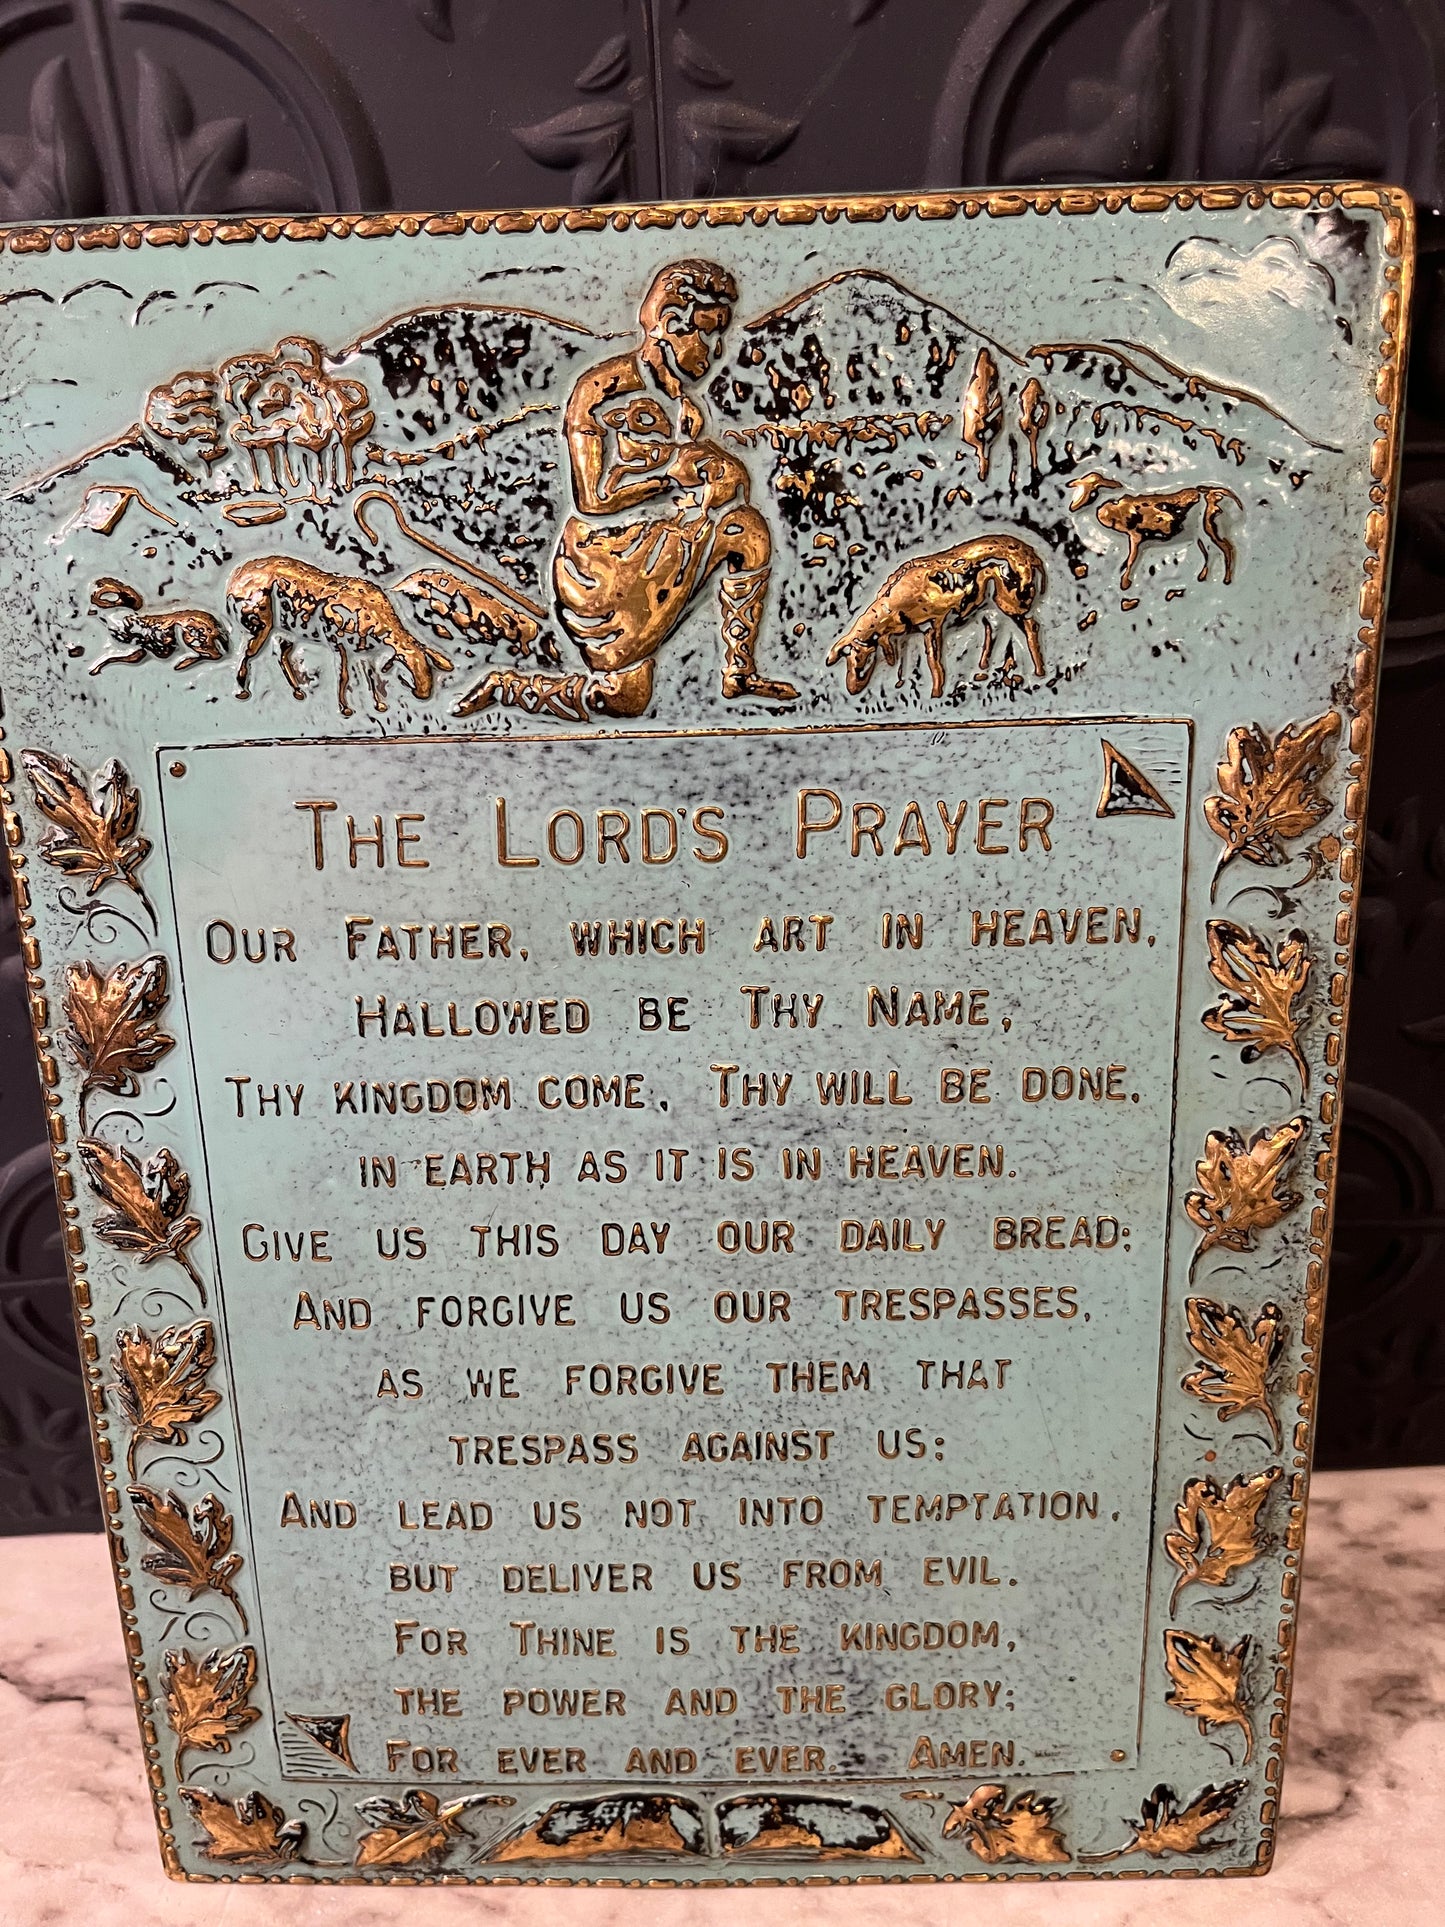 THE LORD'S PRAYER
OUR FATHER, WHICH ART IN HEAVEN,
HALLOWED BE THY NAME,
THY KINGDOM COME, THY WILL BE DONE,
IN EARTH AS IT IS IN HEAVEN.
GIVE US THIS DAY OUR DAILY BREAD;
AND FORGIVE US OUR TRESPASSES,
AS WE FORGIVE THEM THAT
TRESPASS AGAINST US;
AND LEAD US NOT INTO TEMPTATION,
BUT DELIVER US FROM EVIL.
FOR THINE IS THE KINGDOM,
THE POWER AND THE GLORY;
FOR EVER AND EVER. AMEN.